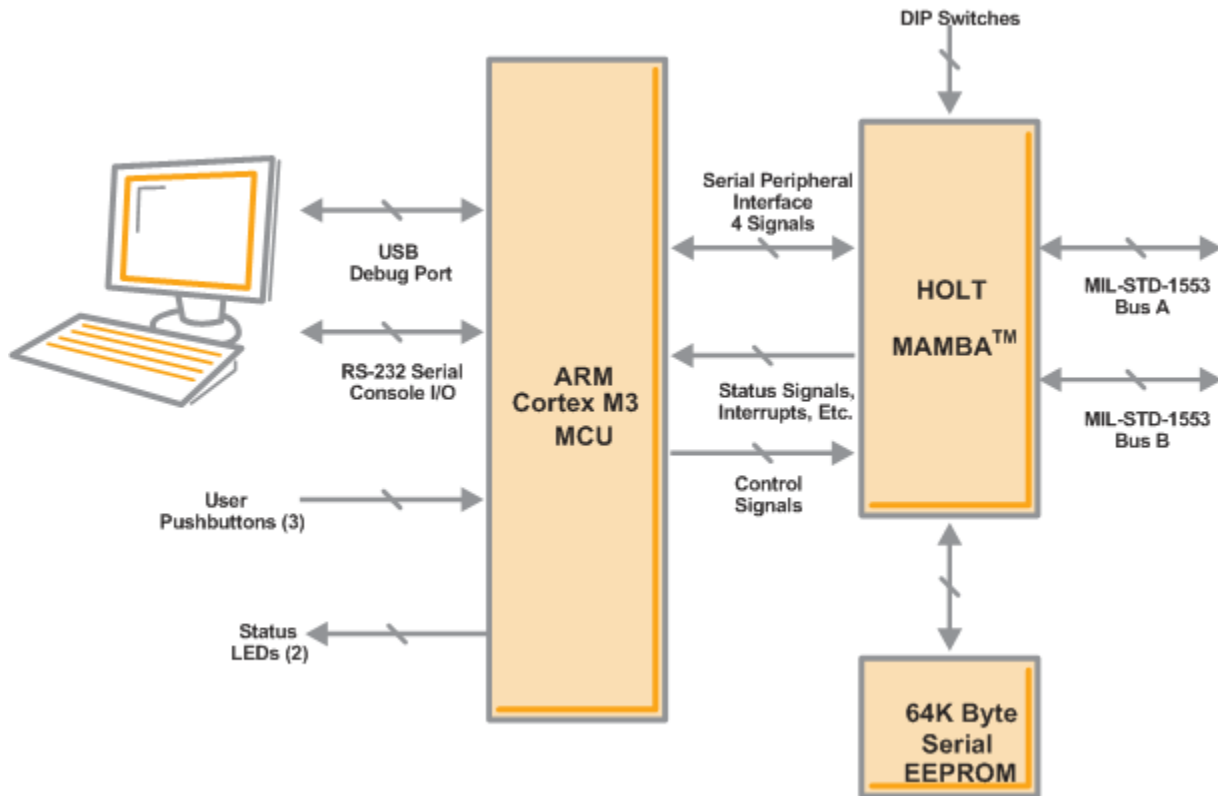 DIP Switches
USB
Debug Port
RS-232 Serial
Console I/O
User
Pushbuttons (3)
Status
LEDs (2)
ARM
Cortex M3
MCU
Serial Peripheral
Interface
4 Signals
Status Signals,
Interrupts, Etc.
Control
Signals
HOLT
MAMBA™
MIL-STD-1553
Bus A
MIL-STD-1553
Bus B
64K Byte
Serial
EEPROM